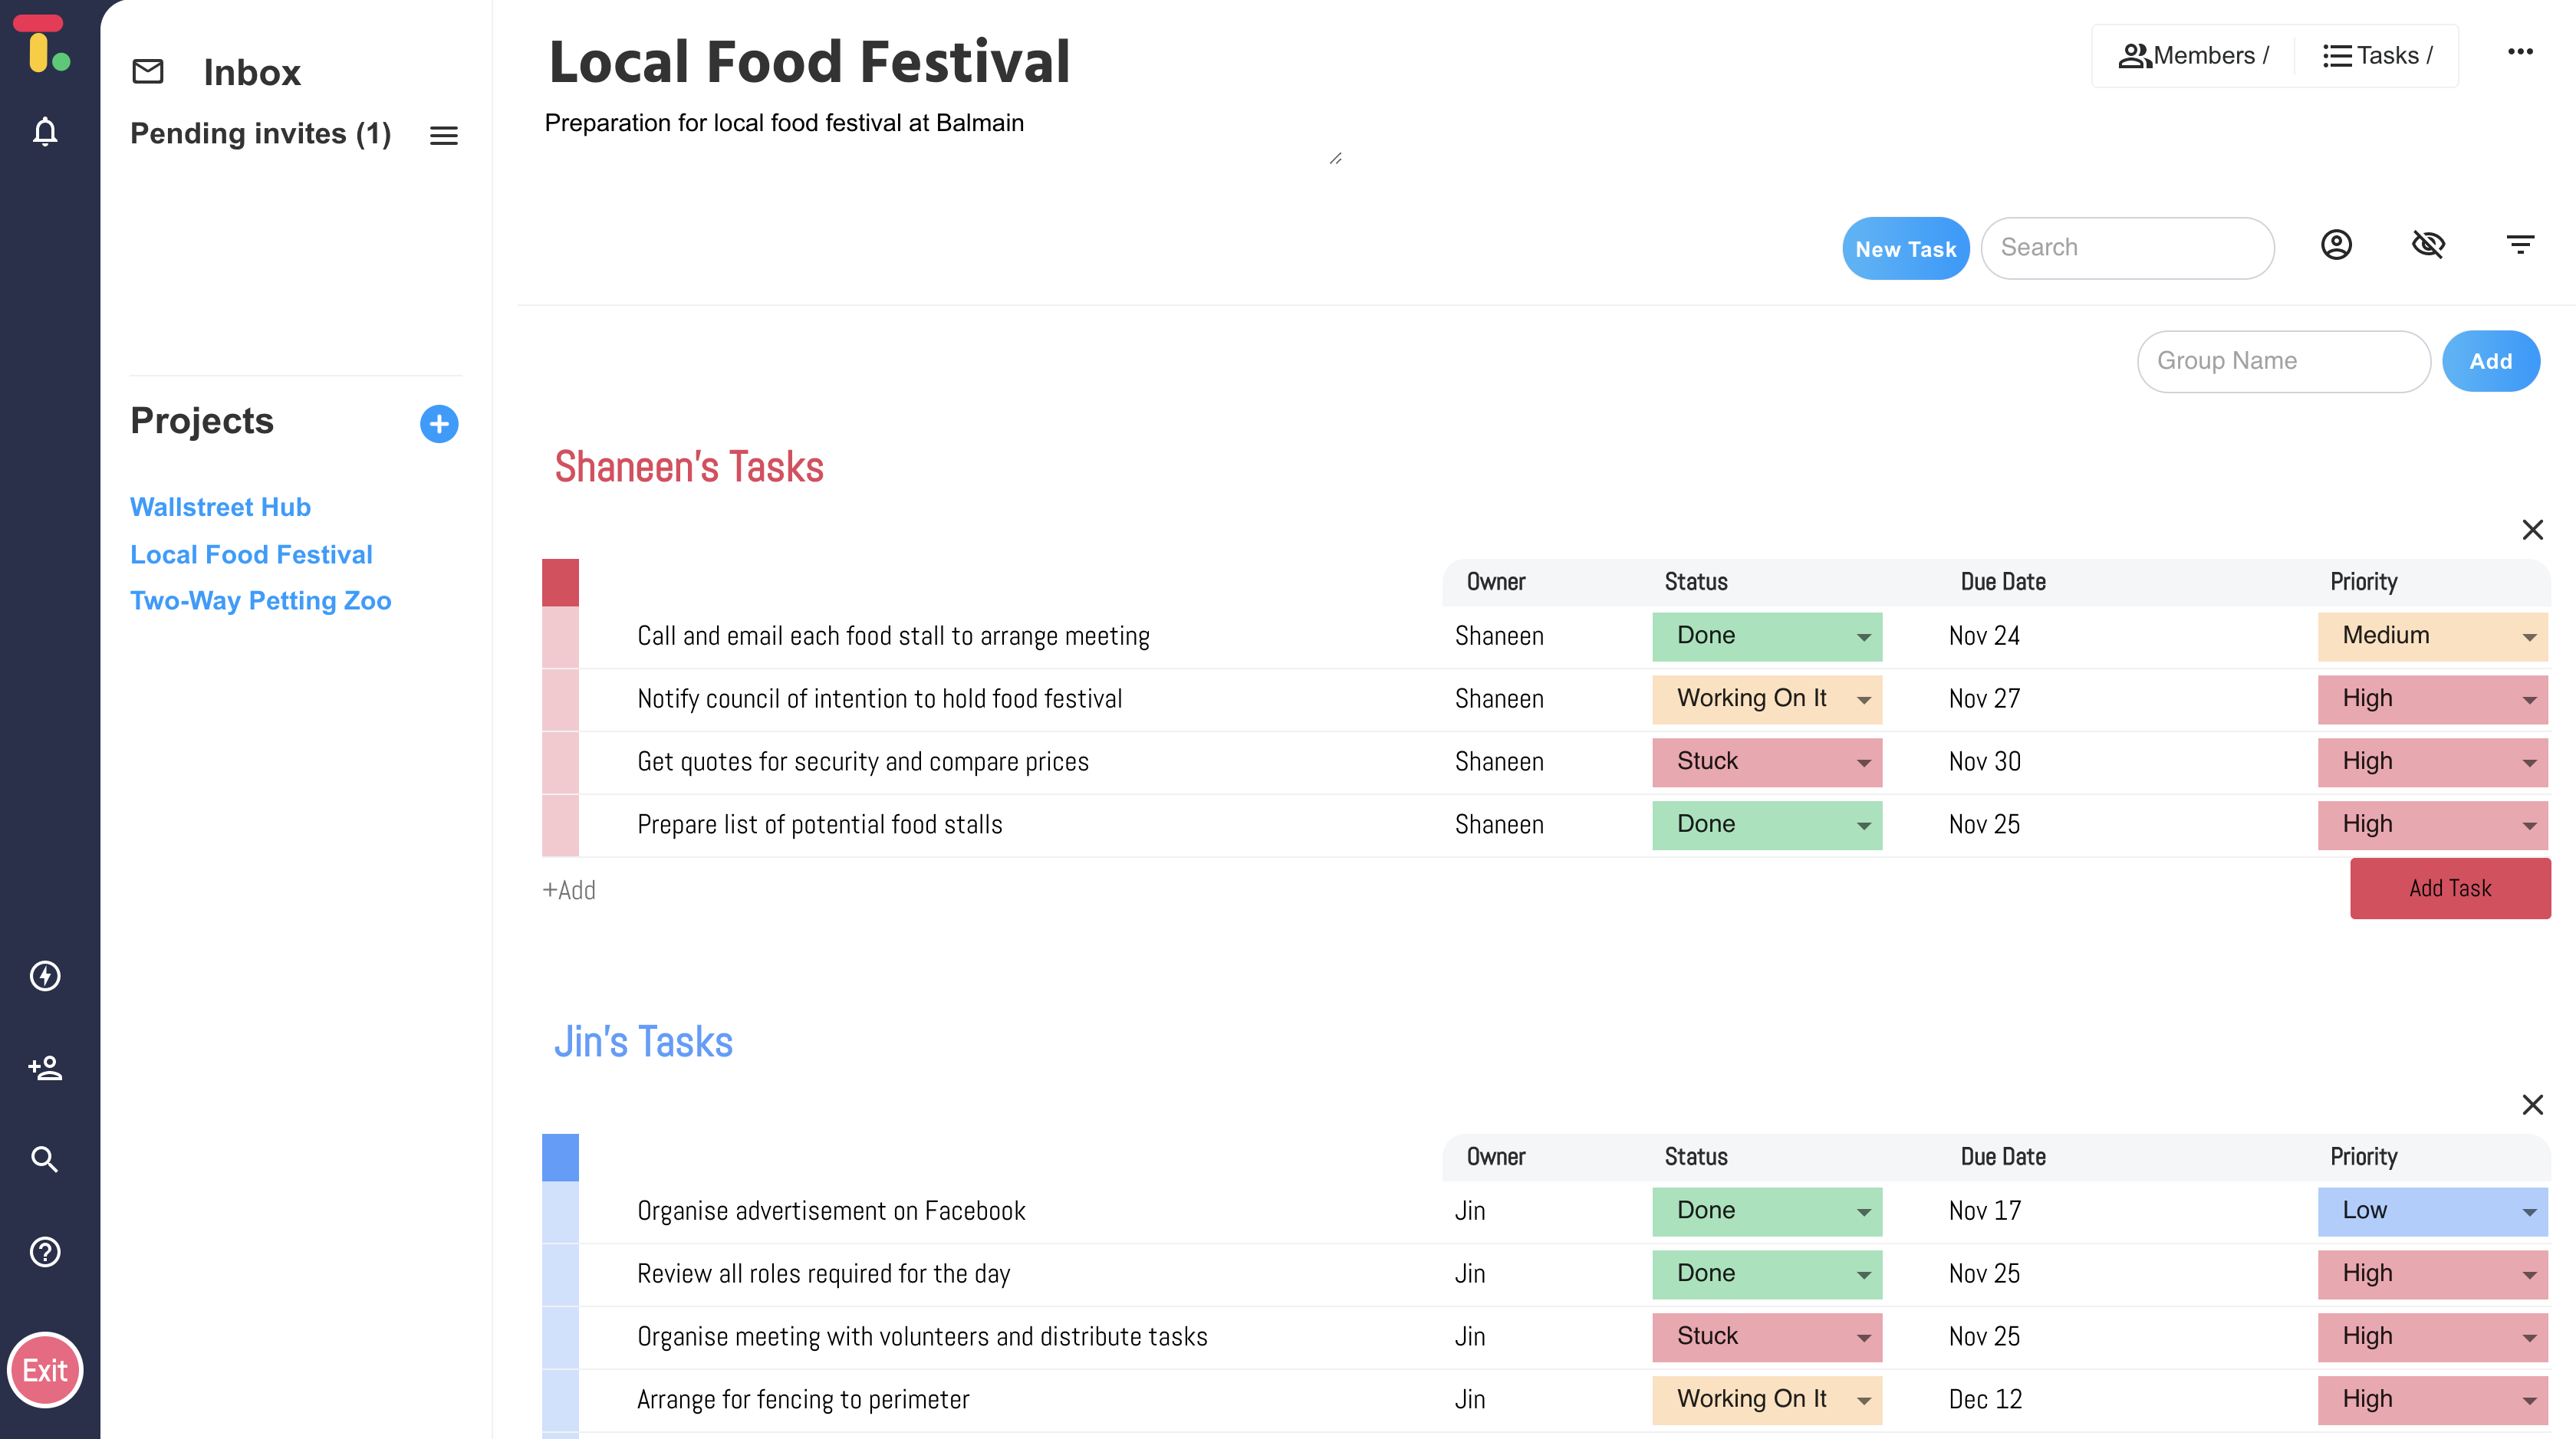 Inbox
Pending invites (1)
Projects
Wallstreet Hub
Local Food Festival
Two-Way Petting Zoo
Exit
Local Food Festival
Preparation for local food festival at Balmain
Members /
Tasks /
New Task
Search
Group Name
Add
Shaneen's Tasks
Owner Status Due Date Priority
Call and email each food stall to arrange meeting Shaneen Done Nov 24 Medium
Notify council of intention to hold food festival Shaneen Working On It Nov 27 High
Get quotes for security and compare prices Shaneen Stuck Nov 30 High
Prepare list of potential food stalls Shaneen Done Nov 25 High
+Add
Add Task
Jin's Tasks
Owner Status Due Date Priority
Organise advertisement on Facebook Jin Done Nov 17 Low
Review all roles required for the day Jin Done Nov 25 High
Organise meeting with volunteers and distribute tasks Jin Stuck Nov 25 High
Arrange for fencing to perimeter Jin Working On It Dec 12 High